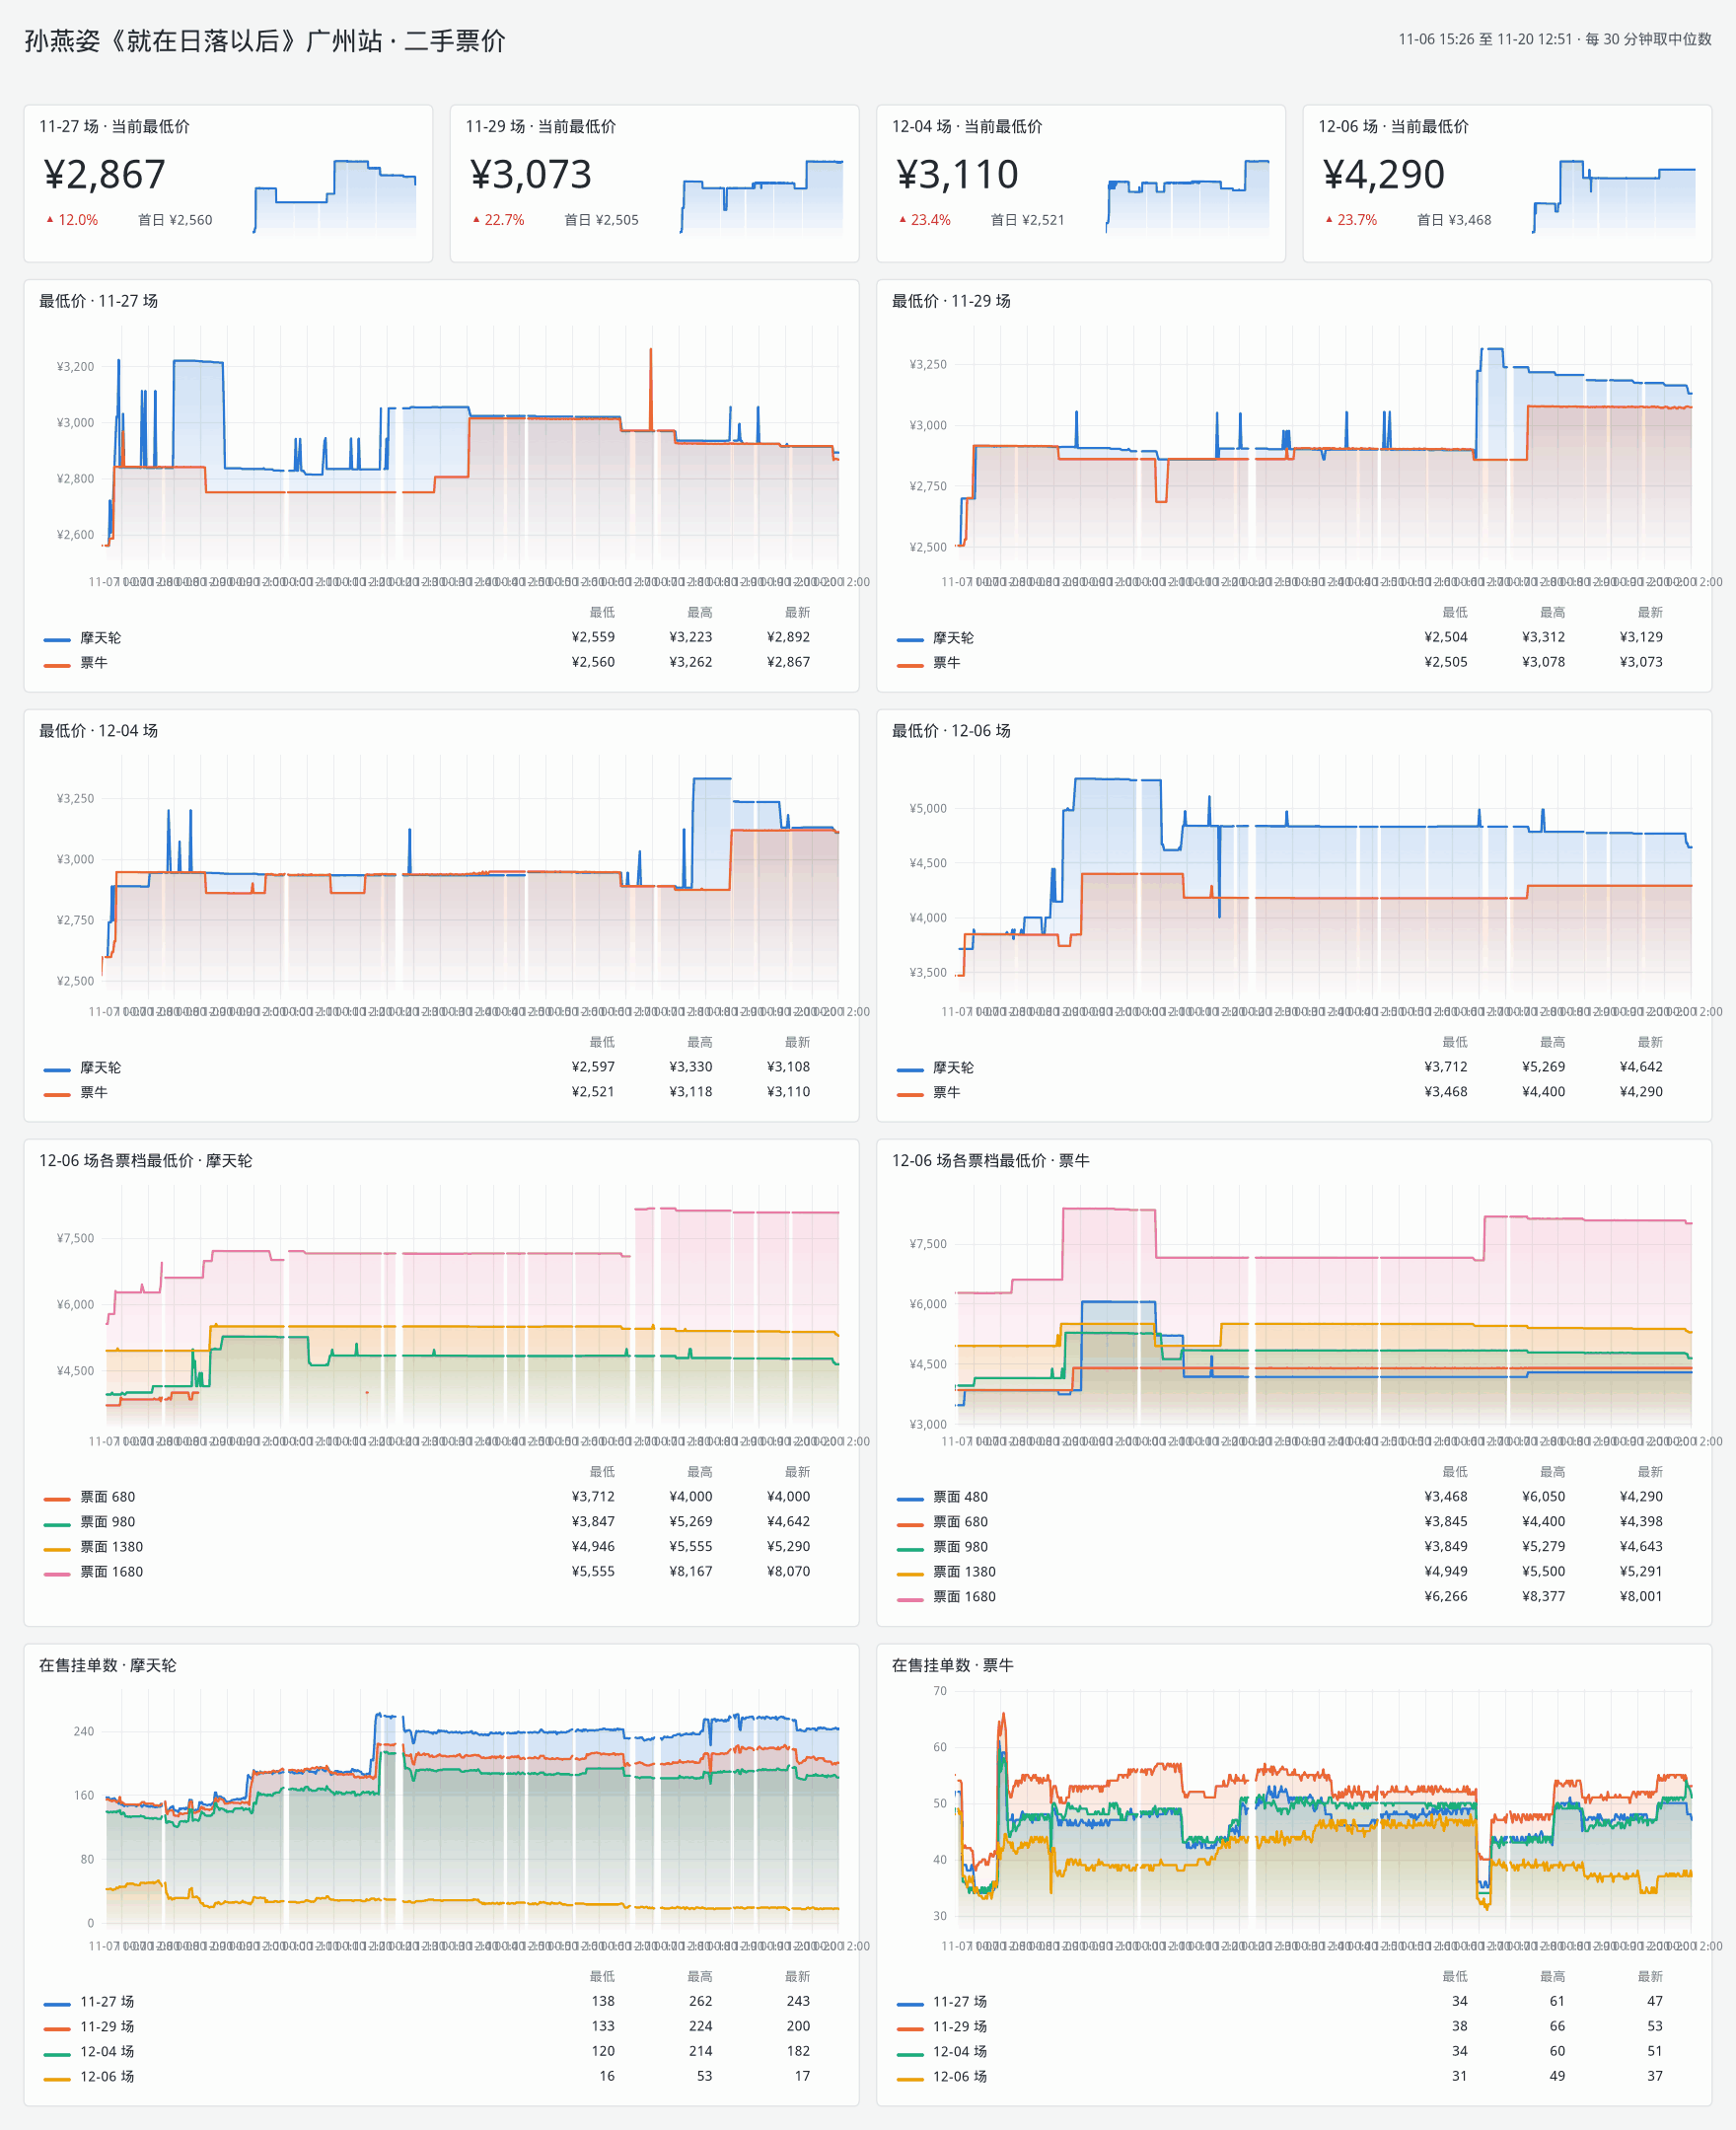 孙燕姿《就在日落以后》广州站 · 二手票价
11-06 15:26 至 11-20 12:51 · 每 30 分钟取中位数
11-27 场 · 当前最低价
¥2,867
▲ 12.0% 首日 ¥2,560
11-29 场 · 当前最低价
¥3,073
▲ 22.7% 首日 ¥2,505
12-04 场 · 当前最低价
¥3,110
▲ 23.4% 首日 ¥2,521
12-06 场 · 当前最低价
¥4,290
▲ 23.7% 首日 ¥3,468
最低价 · 11-27 场
¥3,200
¥3,000
¥2,800
¥2,600
最低 最高 最新
摩天轮 ¥2,559 ¥3,223 ¥2,892
票牛 ¥2,560 ¥3,262 ¥2,867
最低价 · 11-29 场
¥3,250
¥3,000
¥2,750
¥2,500
最低 最高 最新
摩天轮 ¥2,504 ¥3,312 ¥3,129
票牛 ¥2,505 ¥3,078 ¥3,073
最低价 · 12-04 场
¥3,250
¥3,000
¥2,750
¥2,500
最低 最高 最新
摩天轮 ¥2,597 ¥3,330 ¥3,108
票牛 ¥2,521 ¥3,118 ¥3,110
最低价 · 12-06 场
¥5,000
¥4,500
¥4,000
¥3,500
最低 最高 最新
摩天轮 ¥3,712 ¥5,269 ¥4,642
票牛 ¥3,468 ¥4,400 ¥4,290
12-06 场各票档最低价 · 摩天轮
¥7,500
¥6,000
¥4,500
最低 最高 最新
票面 680 ¥3,712 ¥4,000 ¥4,000
票面 980 ¥3,847 ¥5,269 ¥4,642
票面 1380 ¥4,946 ¥5,555 ¥5,290
票面 1680 ¥5,555 ¥8,167 ¥8,070
12-06 场各票档最低价 · 票牛
¥7,500
¥6,000
¥4,500
¥3,000
最低 最高 最新
票面 480 ¥3,468 ¥6,050 ¥4,290
票面 680 ¥3,845 ¥4,400 ¥4,398
票面 980 ¥3,849 ¥5,279 ¥4,643
票面 1380 ¥4,949 ¥5,500 ¥5,291
票面 1680 ¥6,266 ¥8,377 ¥8,001
在售挂单数 · 摩天轮
240
160
80
0
最低 最高 最新
11-27 场 138 262 243
11-29 场 133 224 200
12-04 场 120 214 182
12-06 场 16 53 17
在售挂单数 · 票牛
70
60
50
40
30
最低 最高 最新
11-27 场 34 61 47
11-29 场 38 66 53
12-04 场 34 60 51
12-06 场 31 49 37